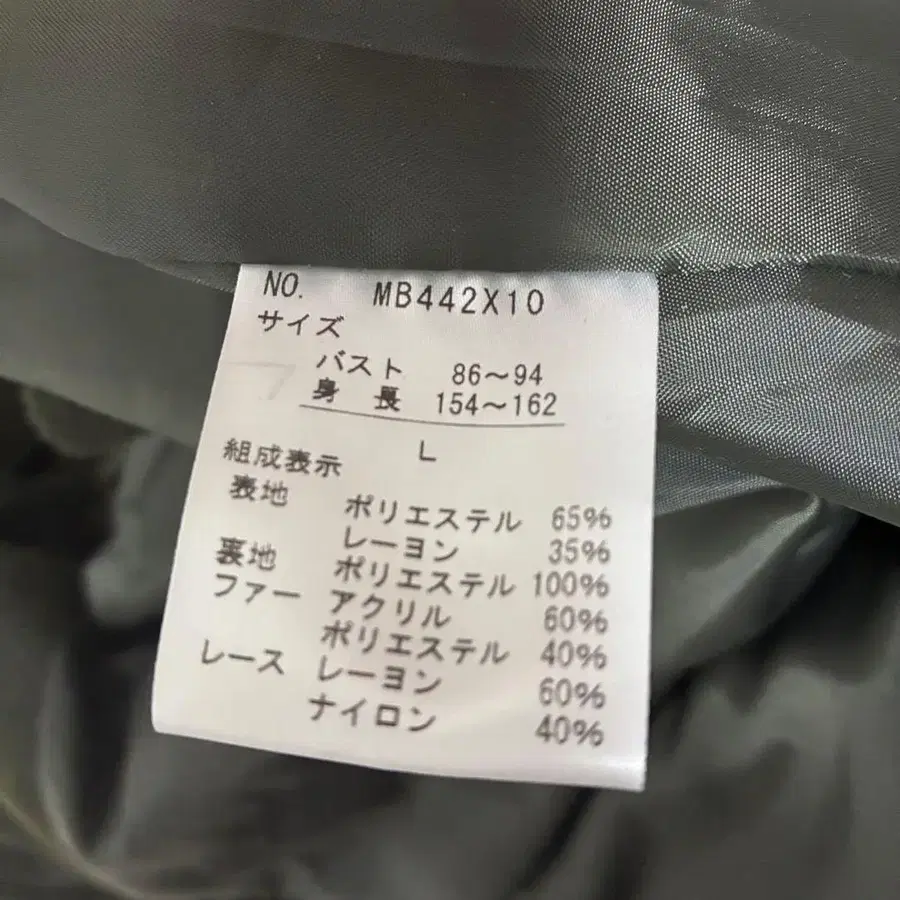 NO. MB442X10
サイズ
バスト 86～94
身長 154～162
L
組成表示
表地 ポリエステル 65%
レーヨン 35%
裏地 ポリエステル 100%
ファー アクリル 60%
ポリエステル 40%
レース レーヨン 60%
ナイロン 40%